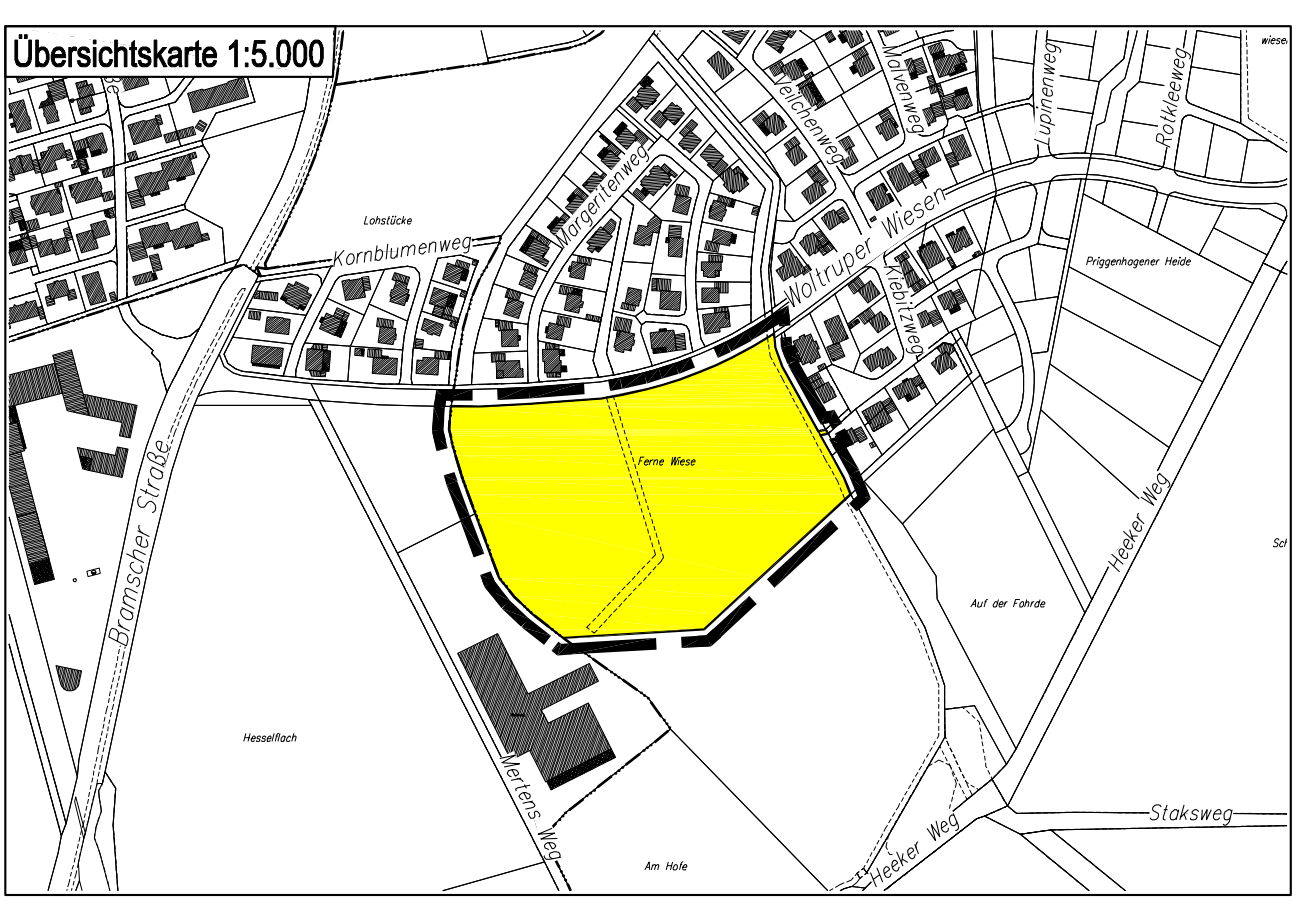 Übersichtskarte 1:5.000
Malvenweg
Veilchenweg
Lupinenweg
Rotkleeweg
Margeritenweg
Lohstücke
Kornblumenweg
Woltruper Wiesen
Kiebitzweg
Priggenhagener Heide
Ferne Wiese
Bramscher Straße
Heeker Weg
Auf der Fohrde
Hesselflach
Mertens Weg
Staksweg
Heeker Weg
Am Hofe